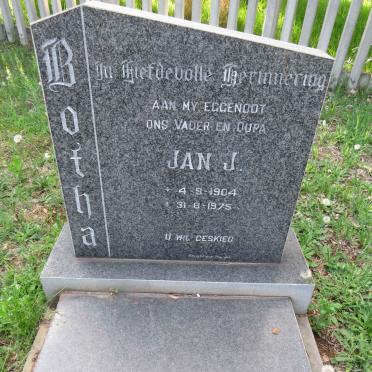 Botha
In Liefdevolle Herinnering
AAN MY EGGENOOT
ONS VADER EN OUPA
JAN J.
* 4-9-1904
+ 31-8-1975
U WIL GESKIED